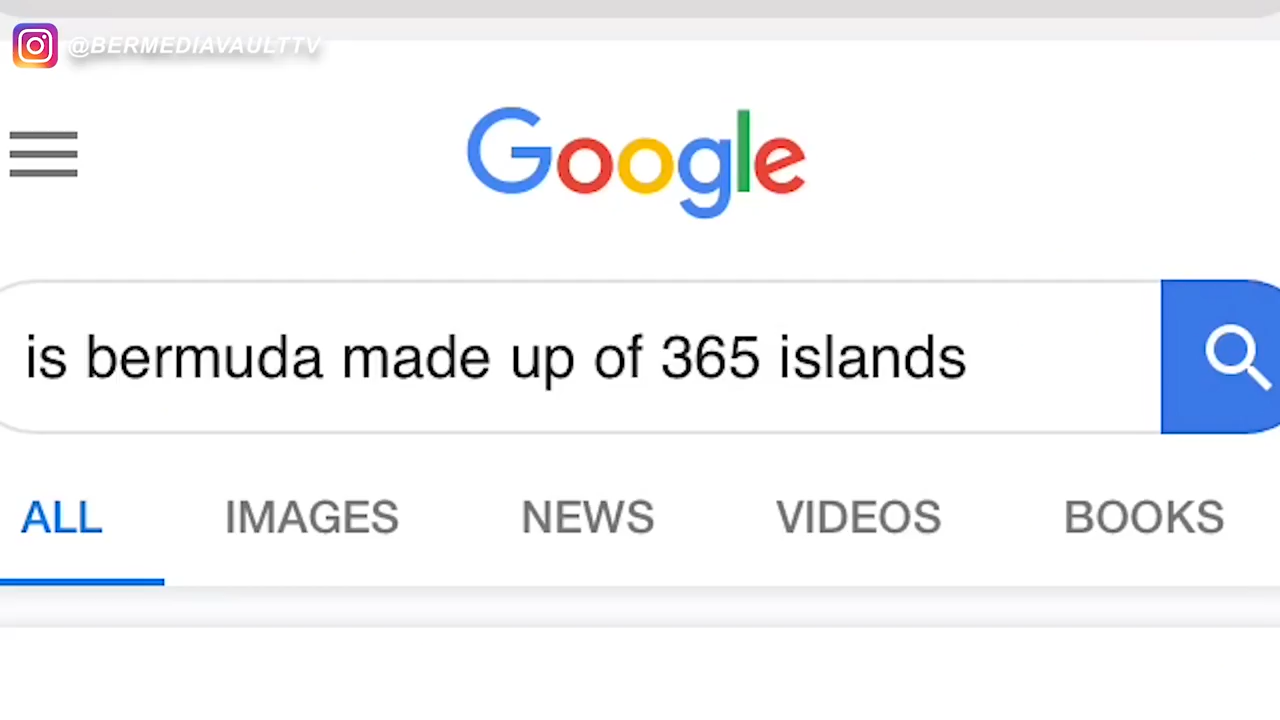 @BERMEDIAVAULTTV
Google
is bermuda made up of 365 islands
ALL IMAGES NEWS VIDEOS BOOKS